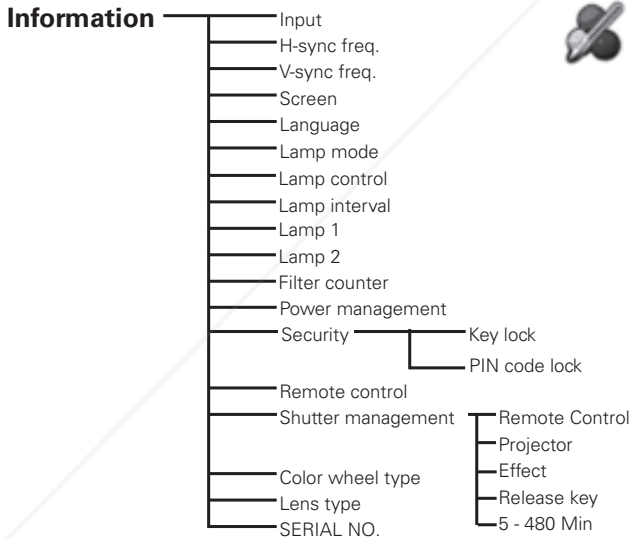 Information
Input
H-sync freq.
V-sync freq.
Screen
Language
Lamp mode
Lamp control
Lamp interval
Lamp 1
Lamp 2
Filter counter
Power management
Security
Key lock
PIN code lock
Remote control
Shutter management
Remote Control
Projector
Effect
Release key
5 - 480 Min
Color wheel type
Lens type
SERIAL NO.